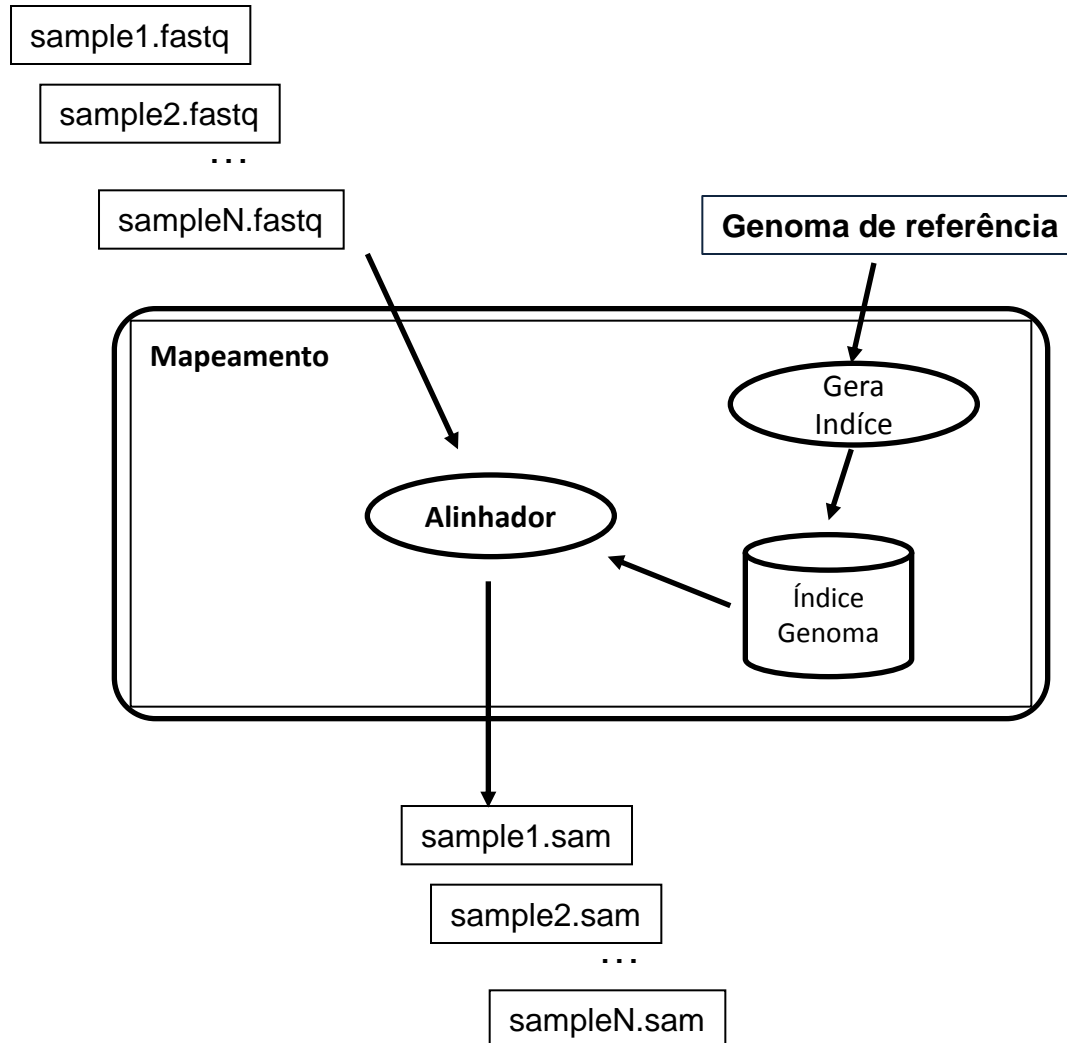 sample1.fastq
sample2.fastq
...
sampleN.fastq
Genoma de referência
Mapeamento
Gera
Indíce
Alinhador
Índice
Genoma
sample1.sam
sample2.sam
...
sampleN.sam